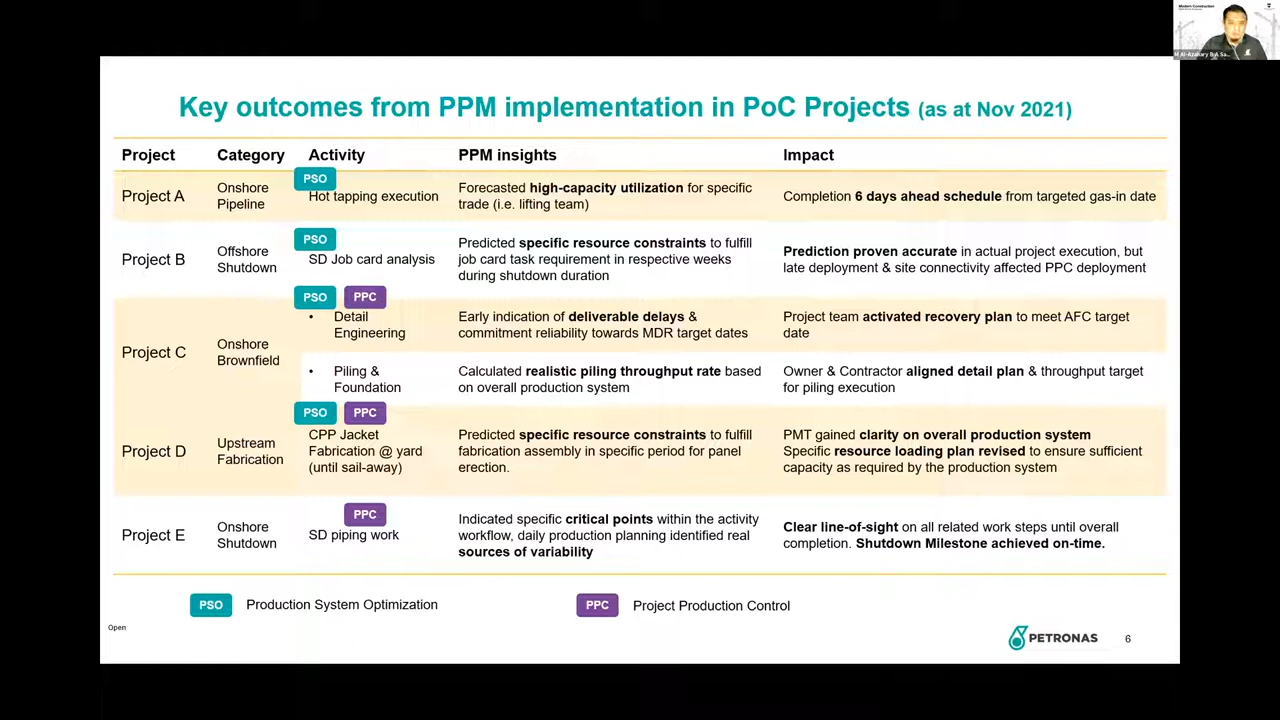 Modern Construction
M Al-Azahary B A Sa...
Key outcomes from PPM implementation in PoC Projects (as at Nov 2021)
Project Category Activity PPM insights Impact
PSO
Project A
Onshore
Pipeline
Hot tapping execution
Forecasted high-capacity utilization for specific
trade (i.e. lifting team)
Completion 6 days ahead schedule from targeted gas-in date
PSO
Project B
Offshore
Shutdown
SD Job card analysis
Predicted specific resource constraints to fulfill
job card task requirement in respective weeks
during shutdown duration
Prediction proven accurate in actual project execution, but
late deployment & site connectivity affected PPC deployment
PSO PPC
Project C
Onshore
Brownfield
• Detail
Engineering
Early indication of deliverable delays &
commitment reliability towards MDR target dates
Project team activated recovery plan to meet AFC target
date
• Piling &
Foundation
Calculated realistic piling throughput rate based
on overall production system
Owner & Contractor aligned detail plan & throughput target
for piling execution
PSO PPC
Project D
Upstream
Fabrication
CPP Jacket
Fabrication @ yard
(until sail-away)
Predicted specific resource constraints to fulfill
fabrication assembly in specific period for panel
erection.
PMT gained clarity on overall production system
Specific resource loading plan revised to ensure sufficient
capacity as required by the production system
PPC
Project E
Onshore
Shutdown
SD piping work
Indicated specific critical points within the activity
workflow, daily production planning identified real
sources of variability
Clear line-of-sight on all related work steps until overall
completion. Shutdown Milestone achieved on-time.
PSO Production System Optimization
PPC Project Production Control
Open
PETRONAS
6